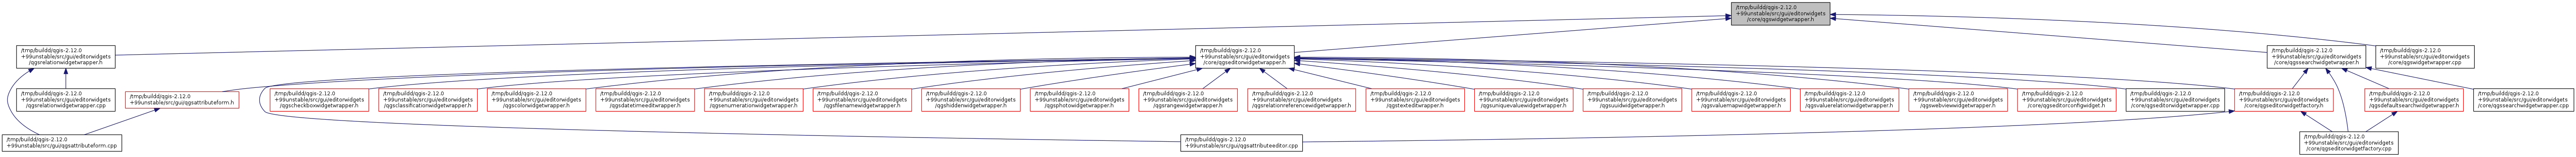 /tmp/buildd/qgis-2.12.0
+99unstable/src/gui/editorwidgets
/core/qgswidgetwrapper.h
/tmp/buildd/qgis-2.12.0
+99unstable/src/gui/editorwidgets
/qgsrelationwidgetwrapper.h
/tmp/buildd/qgis-2.12.0
+99unstable/src/gui/editorwidgets
/core/qgseditorwidgetwrapper.h
/tmp/buildd/qgis-2.12.0
+99unstable/src/gui/editorwidgets
/core/qgssearchwidgetwrapper.h
/tmp/buildd/qgis-2.12.0
+99unstable/src/gui/editorwidgets
/core/qgswidgetwrapper.cpp
/tmp/buildd/qgis-2.12.0
+99unstable/src/gui/editorwidgets
/qgsrelationwidgetwrapper.cpp
/tmp/buildd/qgis-2.12.0
+99unstable/src/gui/qgsattributeform.h
/tmp/buildd/qgis-2.12.0
+99unstable/src/gui/editorwidgets
/qgscheckboxwidgetwrapper.h
/tmp/buildd/qgis-2.12.0
+99unstable/src/gui/editorwidgets
/qgsclassificationwidgetwrapper.h
/tmp/buildd/qgis-2.12.0
+99unstable/src/gui/editorwidgets
/qgscolorwidgetwrapper.h
/tmp/buildd/qgis-2.12.0
+99unstable/src/gui/editorwidgets
/qgsdatetimeeditwrapper.h
/tmp/buildd/qgis-2.12.0
+99unstable/src/gui/editorwidgets
/qgsenumerationwidgetwrapper.h
/tmp/buildd/qgis-2.12.0
+99unstable/src/gui/editorwidgets
/qgsfilenamewidgetwrapper.h
/tmp/buildd/qgis-2.12.0
+99unstable/src/gui/editorwidgets
/qgshiddenwidgetwrapper.h
/tmp/buildd/qgis-2.12.0
+99unstable/src/gui/editorwidgets
/qgsphotowidgetwrapper.h
/tmp/buildd/qgis-2.12.0
+99unstable/src/gui/editorwidgets
/qgsrangewidgetwrapper.h
/tmp/buildd/qgis-2.12.0
+99unstable/src/gui/editorwidgets
/qgsrelationreferencewidgetwrapper.h
/tmp/buildd/qgis-2.12.0
+99unstable/src/gui/editorwidgets
/qgstexteditwrapper.h
/tmp/buildd/qgis-2.12.0
+99unstable/src/gui/editorwidgets
/qgsuniquevaluewidgetwrapper.h
/tmp/buildd/qgis-2.12.0
+99unstable/src/gui/editorwidgets
/qgsuuidwidgetwrapper.h
/tmp/buildd/qgis-2.12.0
+99unstable/src/gui/editorwidgets
/qgsvaluemapwidgetwrapper.h
/tmp/buildd/qgis-2.12.0
+99unstable/src/gui/editorwidgets
/qgsvaluerelationwidgetwrapper.h
/tmp/buildd/qgis-2.12.0
+99unstable/src/gui/editorwidgets
/qgswebviewwidgetwrapper.h
/tmp/buildd/qgis-2.12.0
+99unstable/src/gui/editorwidgets
/core/qgseditorconfigwidget.h
/tmp/buildd/qgis-2.12.0
+99unstable/src/gui/editorwidgets
/core/qgseditorwidgetwrapper.cpp
/tmp/buildd/qgis-2.12.0
+99unstable/src/gui/editorwidgets
/core/qgseditorwidgetfactory.h
/tmp/buildd/qgis-2.12.0
+99unstable/src/gui/editorwidgets
/qgsdefaultsearchwidgetwrapper.h
/tmp/buildd/qgis-2.12.0
+99unstable/src/gui/editorwidgets
/core/qgssearchwidgetwrapper.cpp
/tmp/buildd/qgis-2.12.0
+99unstable/src/gui/qgsattributeform.cpp
/tmp/buildd/qgis-2.12.0
+99unstable/src/gui/qgsattributeeditor.cpp
/tmp/buildd/qgis-2.12.0
+99unstable/src/gui/editorwidgets
/core/qgseditorwidgetfactory.cpp